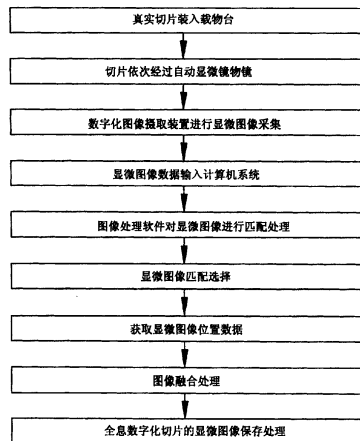 真实切片装入载物台
切片依次经过自动显微镜物镜
数字化图像摄取装置进行显微图像采集
显微图像数据输入计算机系统
图像处理软件对显微图像进行匹配处理
显微图像匹配选择
获取显微图像位置数据
图像融合处理
全息数字化切片的显微图像保存处理